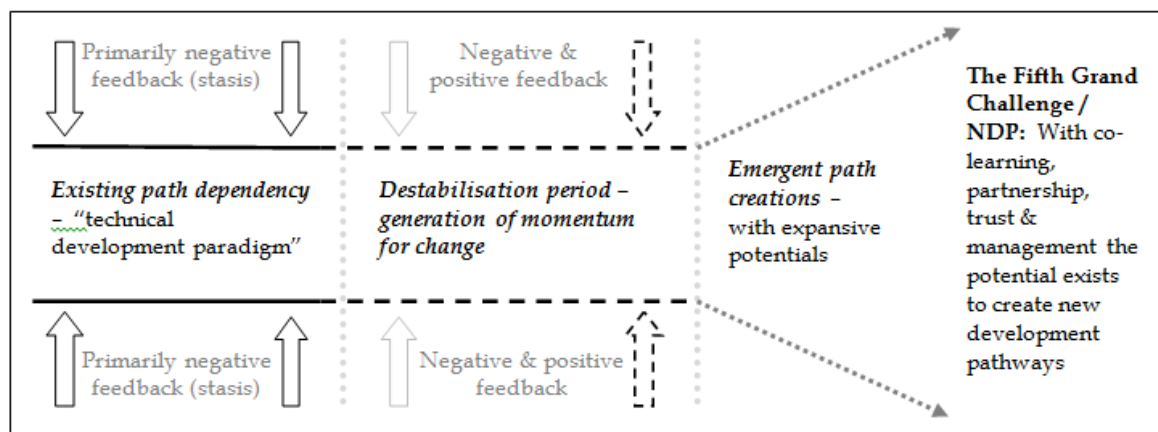 Primarily negative
feedback (stasis)
Negative &
positive feedback
Existing path dependency
– “technical
development paradigm”
Destabilisation period –
generation of momentum
for change
Emergent path
creations –
with expansive
potentials
The Fifth Grand
Challenge /
NDP: With co-
learning,
partnership,
trust &
management the
potential exists
to create new
development
pathways
Primarily negative
feedback (stasis)
Negative & positive
feedback